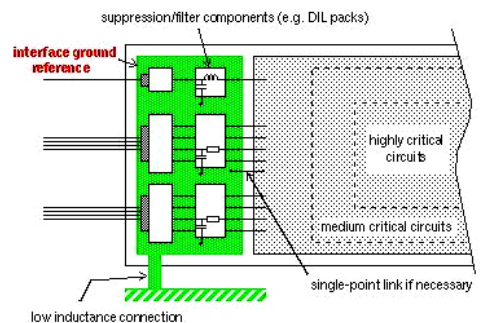 suppression/filter components (e.g. DIL packs)
interface ground
reference
highly critical
circuits
medium critical circuits
single-point link if necessary
low inductance connection